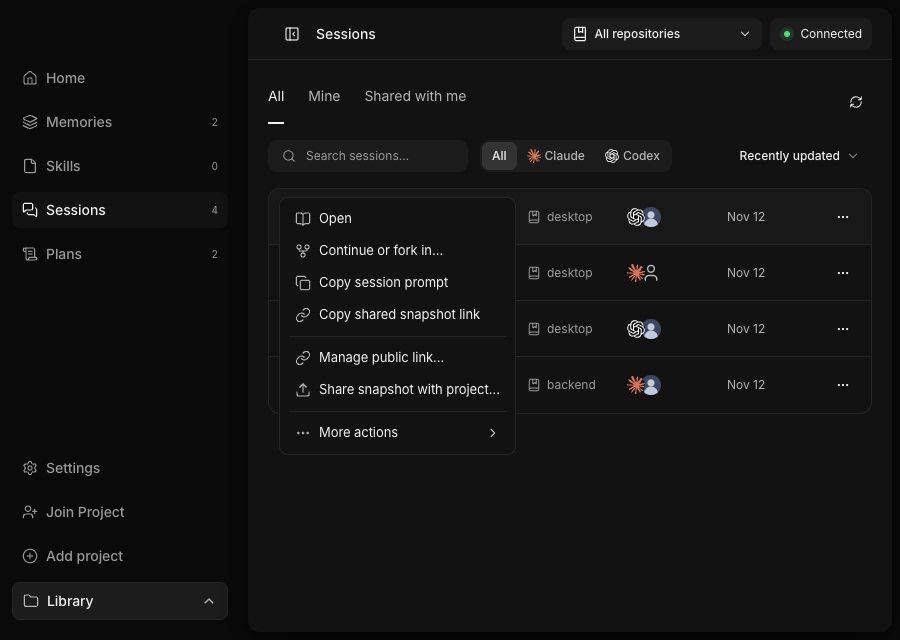 Sessions
All repositories
Connected
Home
Memories 2
Skills 0
Sessions 4
Plans 2
All Mine Shared with me
Search sessions...
All Claude Codex
Recently updated
Open
Continue or fork in...
Copy session prompt
Copy shared snapshot link
Manage public link...
Share snapshot with project...
More actions
desktop Nov 12
desktop Nov 12
desktop Nov 12
backend Nov 12
Settings
Join Project
Add project
Library